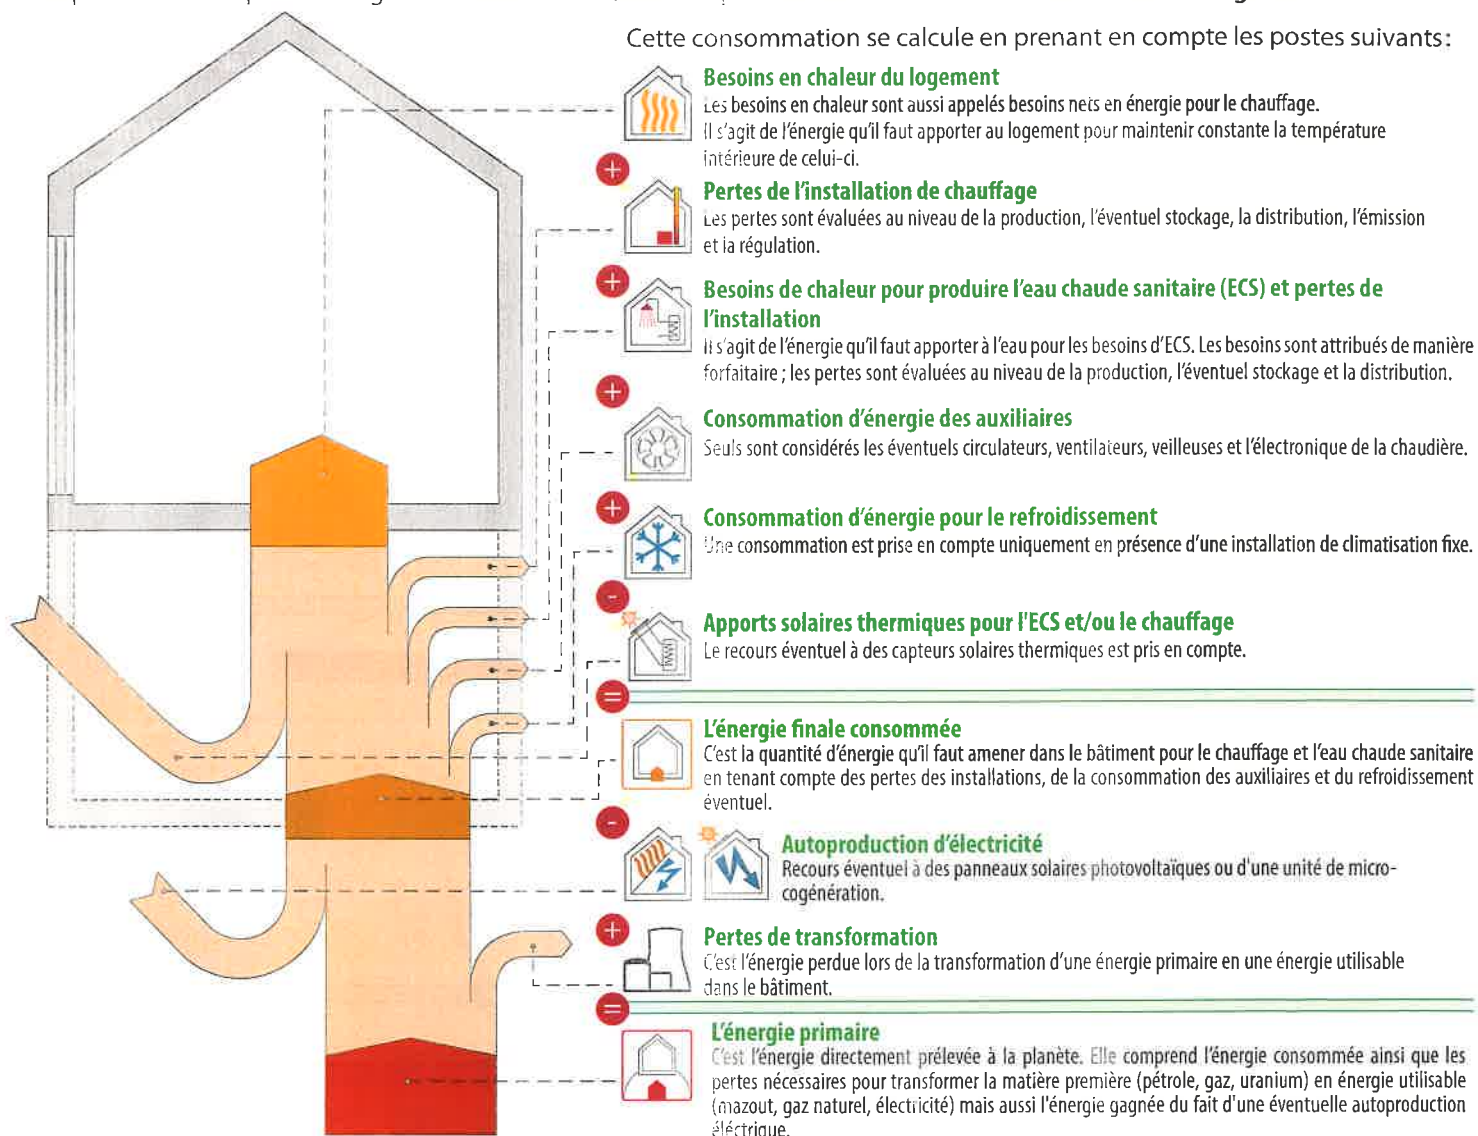 Cette consommation se calcule en prenant en compte les postes suivants:
Besoins en chaleur du logement
Les besoins en chaleur sont aussi appelés besoins nets en énergie pour le chauffage.
Il s'agit de l'énergie qu'il faut apporter au logement pour maintenir constante la température
intérieure de celui-ci.
+
Pertes de l'installation de chauffage
Les pertes sont évaluées au niveau de la production, l'éventuel stockage, la distribution, l'émission
et la régulation.
+
Besoins de chaleur pour produire l'eau chaude sanitaire (ECS) et pertes de
l'installation
Il s'agit de l'énergie qu'il faut apporter à l'eau pour les besoins d'ECS. Les besoins sont attribués de manière
forfaitaire ; les pertes sont évaluées au niveau de la production, l'éventuel stockage et la distribution.
+
Consommation d'énergie des auxiliaires
Seuls sont considérés les éventuels circulateurs, ventilateurs, veilleuses et l'électronique de la chaudière.
+
Consommation d'énergie pour le refroidissement
Une consommation est prise en compte uniquement en présence d'une installation de climatisation fixe.
-
Apports solaires thermiques pour l'ECS et/ou le chauffage
Le recours éventuel à des capteurs solaires thermiques est pris en compte.
=
L'énergie finale consommée
C'est la quantité d'énergie qu'il faut amener dans le bâtiment pour le chauffage et l'eau chaude sanitaire
en tenant compte des pertes des installations, de la consommation des auxiliaires et du refroidissement
éventuel.
-
Autoproduction d'électricité
Recours éventuel à des panneaux solaires photovoltaïques ou d'une unité de micro-
cogénération.
+
Pertes de transformation
C'est l'énergie perdue lors de la transformation d'une énergie primaire en une énergie utilisable
dans le bâtiment.
=
L'énergie primaire
C'est l'énergie directement prélevée à la planète. Elle comprend l'énergie consommée ainsi que les
pertes nécessaires pour transformer la matière première (pétrole, gaz, uranium) en énergie utilisable
(mazout, gaz naturel, électricité) mais aussi l'énergie gagnée du fait d'une éventuelle autoproduction
éléctrique.